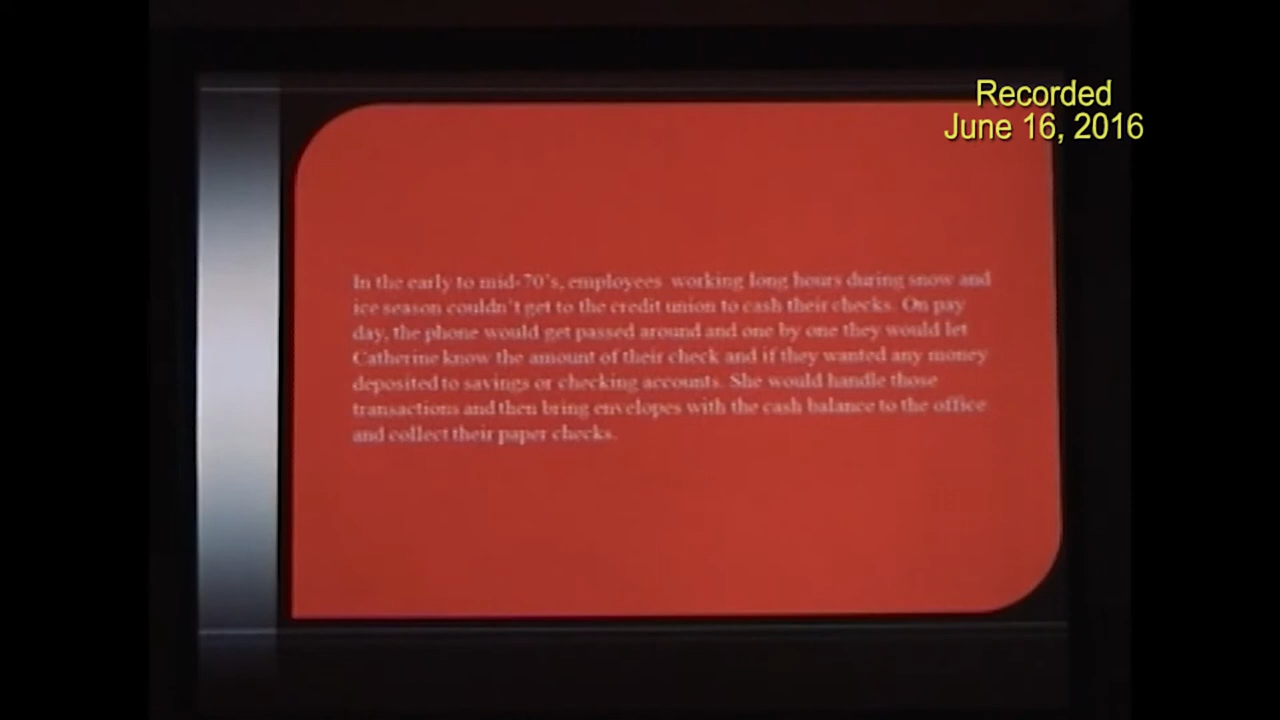 Recorded
June 16, 2016
In the early to mid-70's, employees working long hours during snow and
ice season couldn't get to the credit union to cash their checks. On pay
day, the phone would get passed around and one by one they would let
Catherine know the amount of their check and if they wanted any money
deposited to savings or checking accounts. She would handle those
transactions and then bring envelopes with the cash balance to the office
and collect their paper checks.